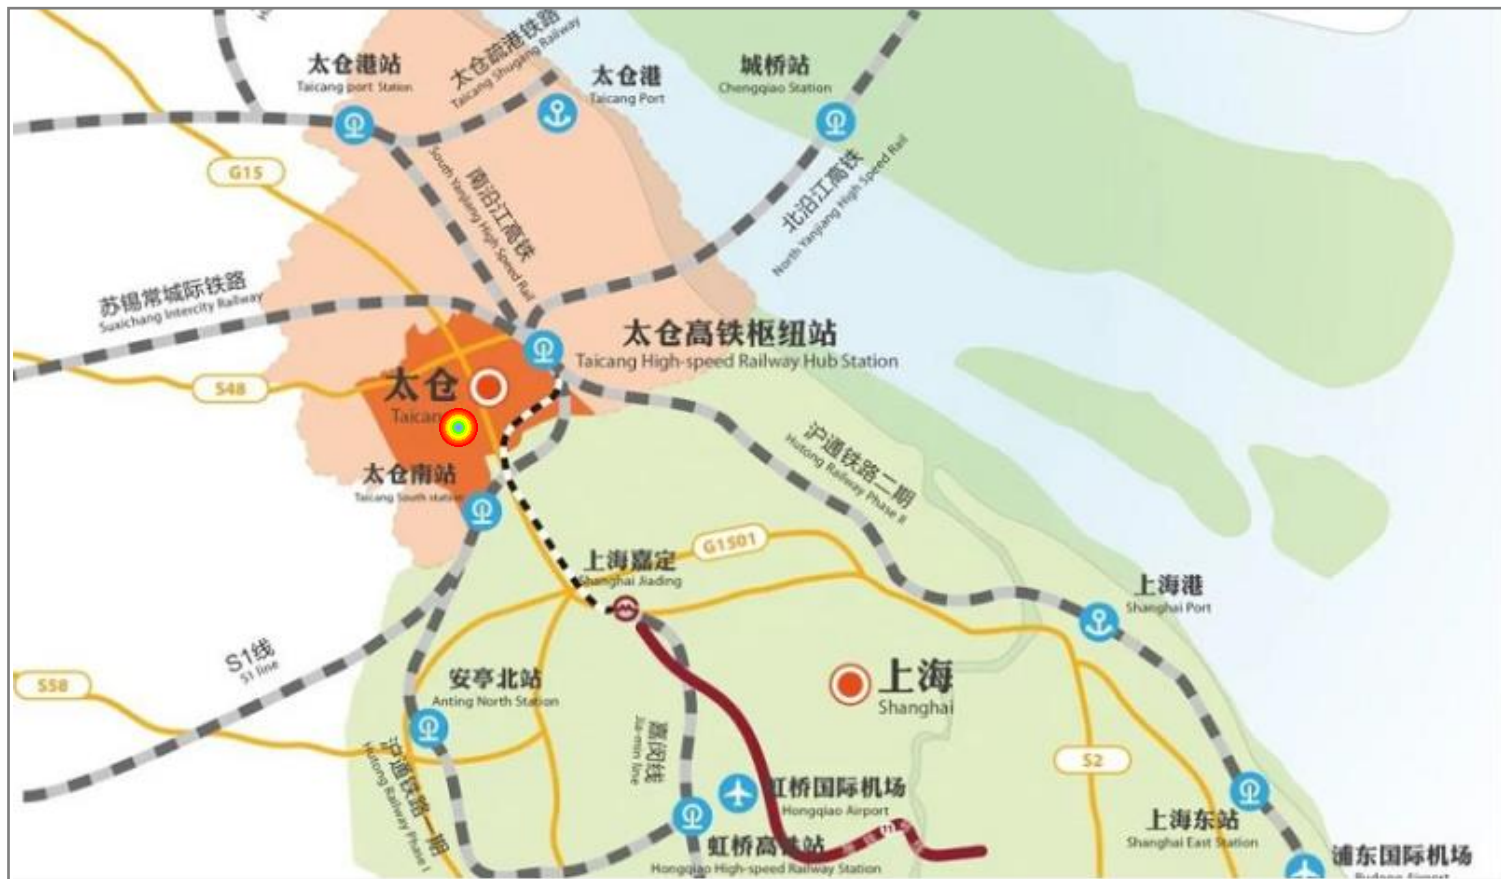 太仓港站
Taicang port Station
太仓疏港铁路
Taicang Shugang Railway
太仓港
Taicang Port
城桥站
Chengqiao Station
G15
南沿江高铁
South Yanjiang High Speed Rail
北沿江高铁
North Yanjiang High Speed Rail
苏锡常城际铁路
Suxichang Intercity Railway
太仓高铁枢纽站
Taicang High-speed Railway Hub Station
S48
太仓
太仓南站
Taicang South station
沪通铁路二期
Hutong Railway Phase II
G1501
上海嘉定
Shanghai Jiading
上海港
Shanghai Port
S1线
S1 line
S58
安亭北站
Anting North Station
上海
Shanghai
沪通铁路一期
Hutong Railway Phase I
嘉闵线
Jia-min line
S2
虹桥国际机场
Hongqiao Airport
虹桥高铁站
Hongqiao High-speed Railway Station
上海东站
Shanghai East Station
浦东国际机场